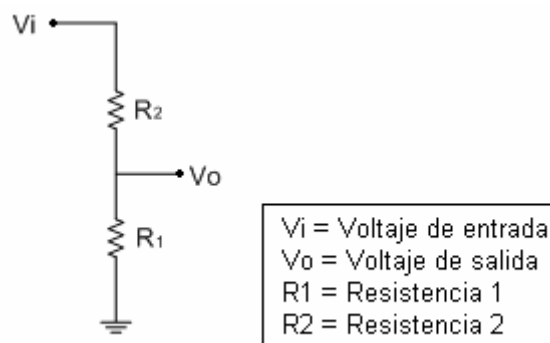 Vi
R₂
Vo
R₁
Vi = Voltaje de entrada
Vo = Voltaje de salida
R1 = Resistencia 1
R2 = Resistencia 2